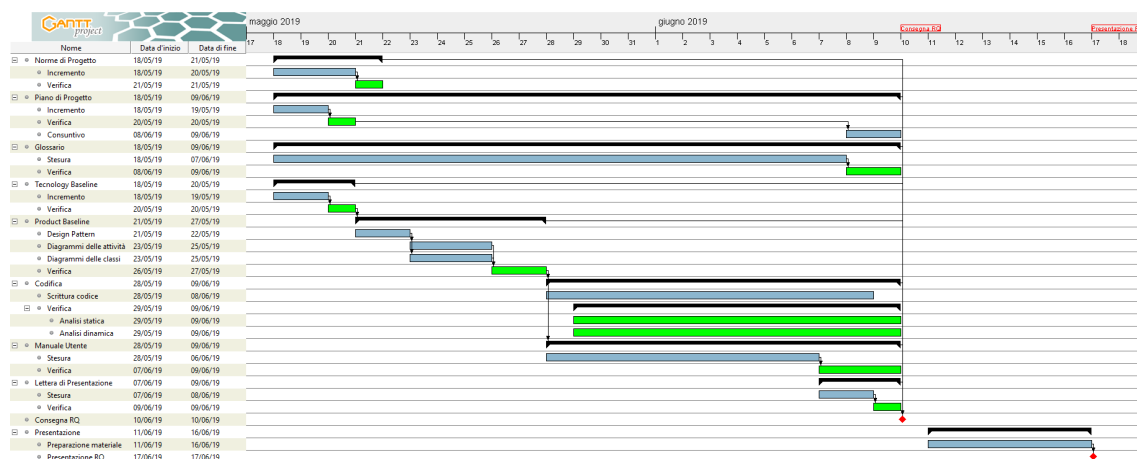 GANTT
project
maggio 2019
giugno 2019
Consegna RQ
Presentazione R
Nome Data d'inizio Data di fine
17 18 19 20 21 22 23 24 25 26 27 28 29 30 31 1 2 3 4 5 6 7 8 9 10 11 12 13 14 15 16 17 18
Norme di Progetto 18/05/19 21/05/19
Incremento 18/05/19 20/05/19
Verifica 21/05/19 21/05/19
Piano di Progetto 18/05/19 09/06/19
Incremento 18/05/19 19/05/19
Verifica 20/05/19 20/05/19
Consuntivo 08/06/19 09/06/19
Glossario 18/05/19 09/06/19
Stesura 18/05/19 07/06/19
Verifica 08/06/19 09/06/19
Tecnology Baseline 18/05/19 20/05/19
Incremento 18/05/19 19/05/19
Verifica 20/05/19 20/05/19
Product Baseline 21/05/19 27/05/19
Design Pattern 21/05/19 22/05/19
Diagrammi delle attività 23/05/19 25/05/19
Diagrammi delle classi 23/05/19 25/05/19
Verifica 26/05/19 27/05/19
Codifica 28/05/19 09/06/19
Scrittura codice 28/05/19 08/06/19
Verifica 29/05/19 09/06/19
Analisi statica 29/05/19 09/06/19
Analisi dinamica 29/05/19 09/06/19
Manuale Utente 28/05/19 09/06/19
Stesura 28/05/19 06/06/19
Verifica 07/06/19 09/06/19
Lettera di Presentazione 07/06/19 09/06/19
Stesura 07/06/19 08/06/19
Verifica 09/06/19 09/06/19
Consegna RQ 10/06/19 10/06/19
Presentazione 11/06/19 16/06/19
Preparazione materiale 11/06/19 16/06/19
Presentazione RQ 17/06/19 17/06/19